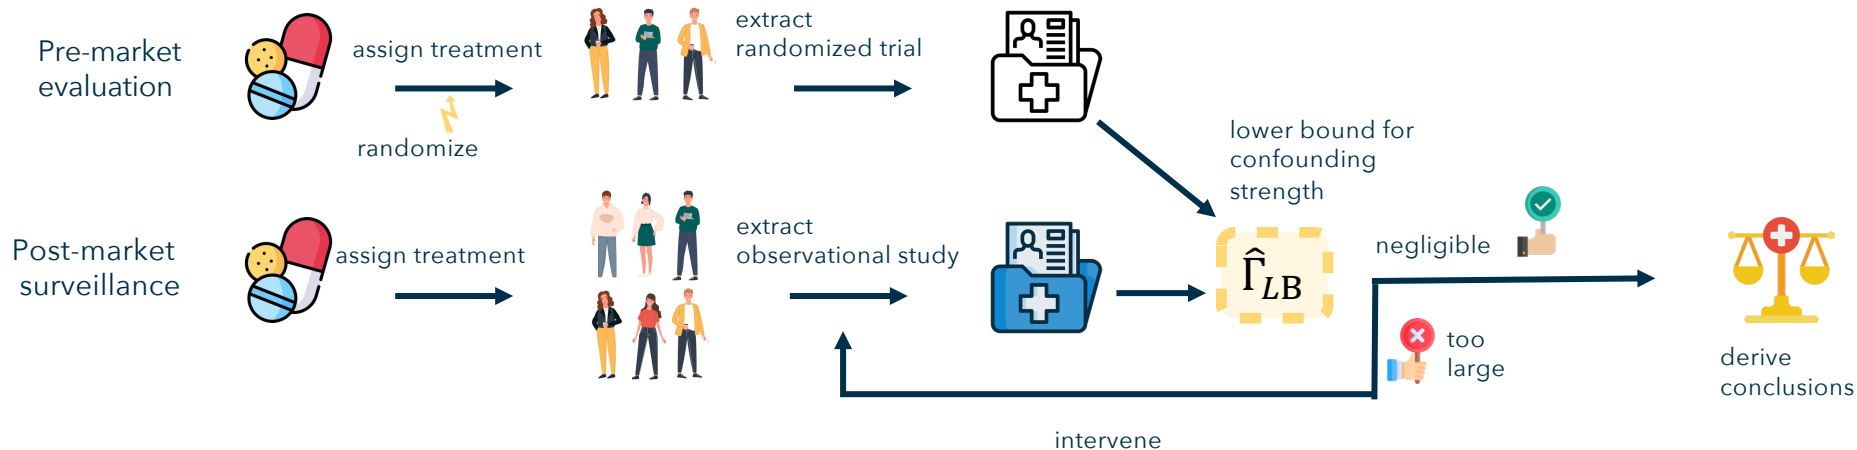 Pre-market
evaluation
assign treatment
randomize
extract
randomized trial
lower bound for
confounding
strength
Post-market
surveillance
assign treatment
extract
observational study
Γ̂_LB
negligible
too
large
derive
conclusions
intervene